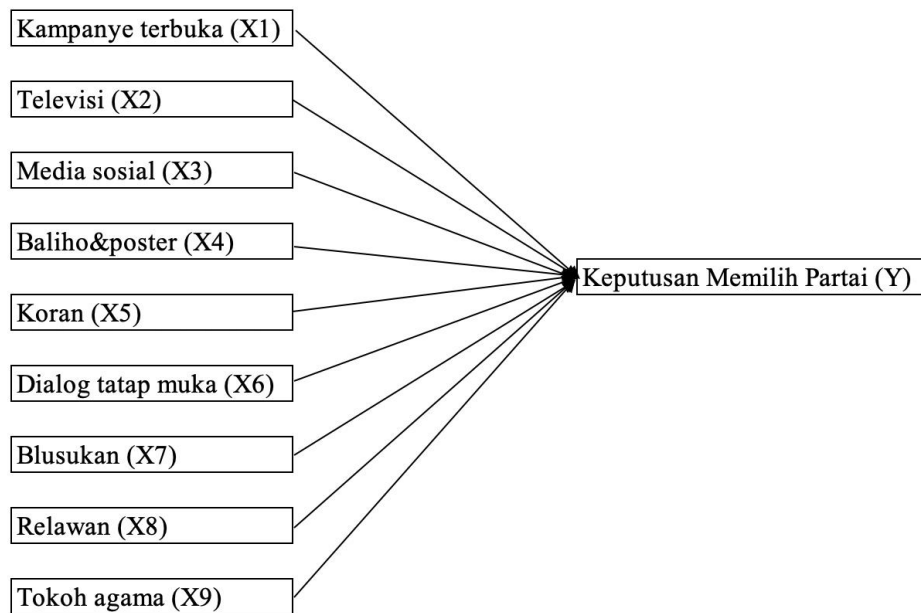 Kampanye terbuka (X1)
Televisi (X2)
Media sosial (X3)
Baliho&poster (X4)
Keputusan Memilih Partai (Y)
Koran (X5)
Dialog tatap muka (X6)
Blusukan (X7)
Relawan (X8)
Tokoh agama (X9)